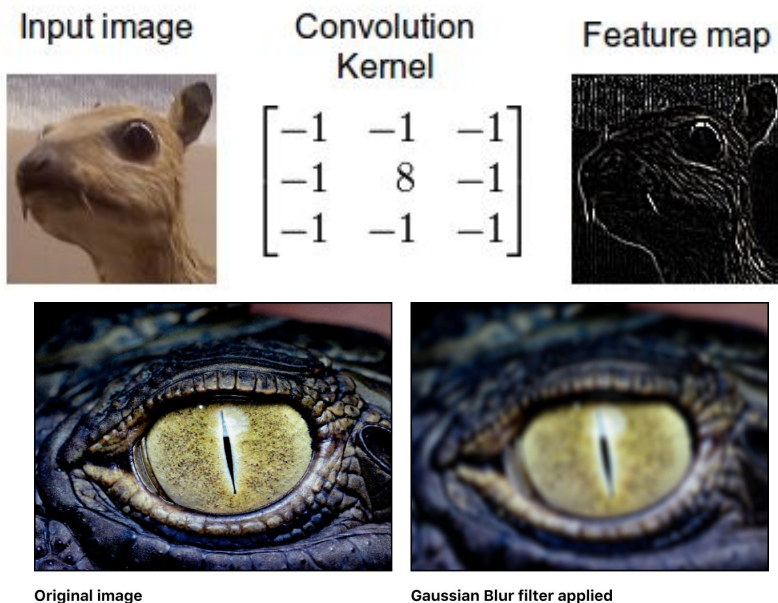 Input image
Convolution
Kernel
Feature map
−1 −1 −1
−1 8 −1
−1 −1 −1
Original image
Gaussian Blur filter applied